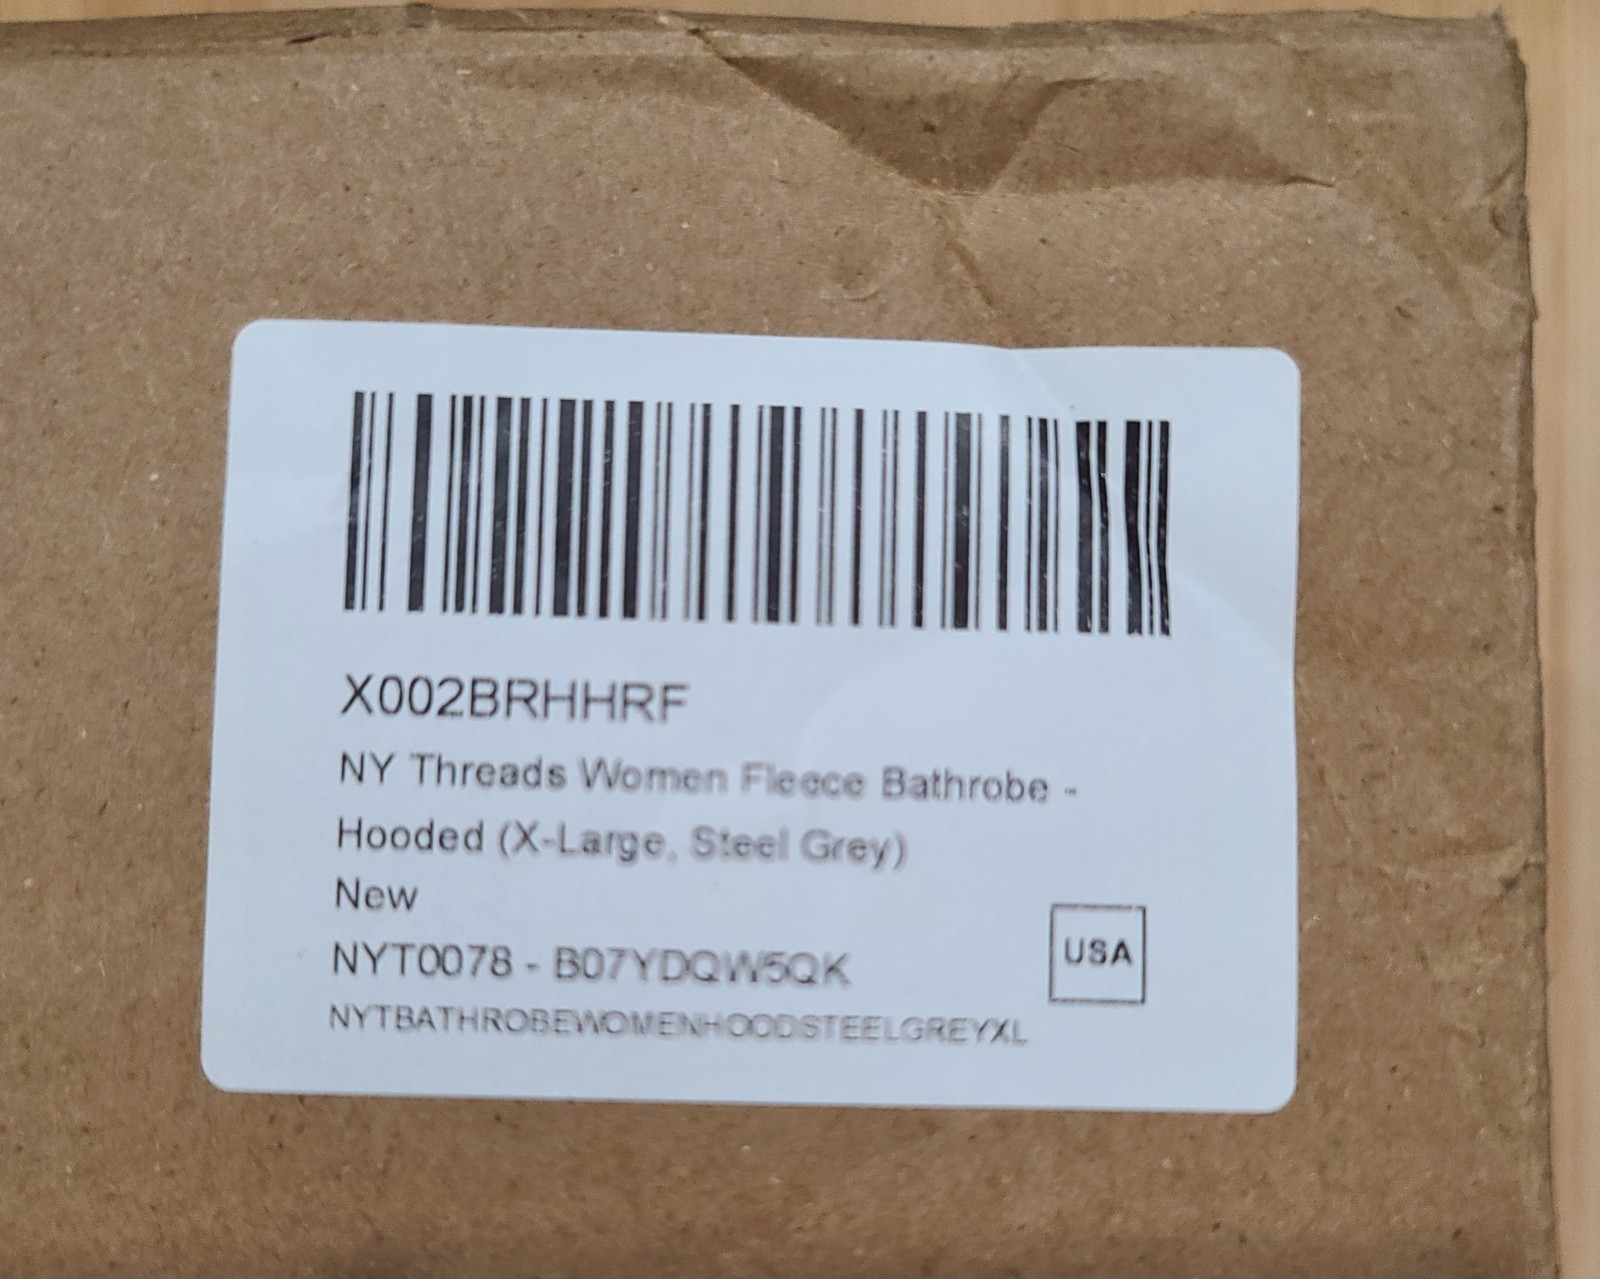 X002BRHHRF
NY Threads Women Fleece Bathrobe -
Hooded (X-Large, Steel Grey)
New
NYT0078 - B07YDQW5QK
USA
NYTBATHROBEWOMENHOODSTEELGREYXL